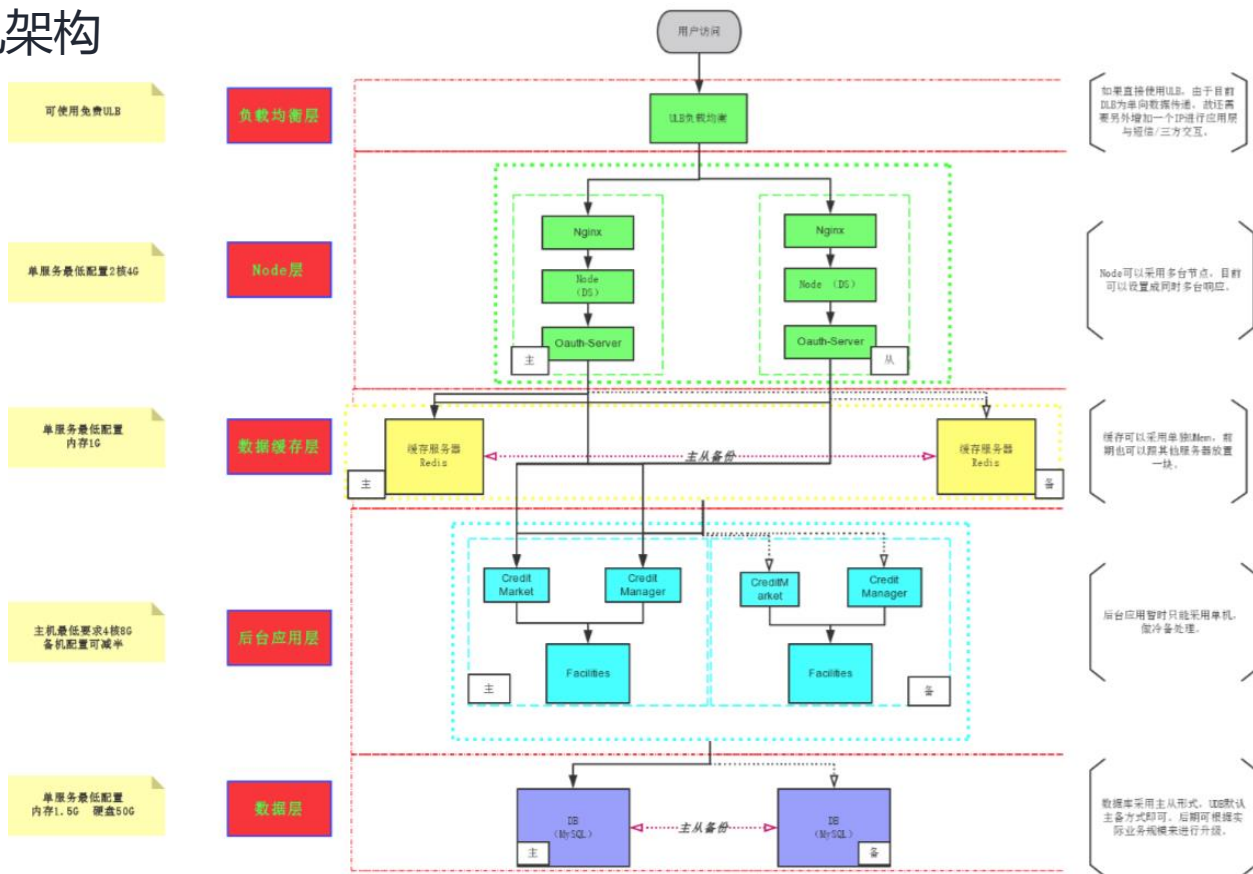 架构
用户访问
可使用免费ULB
负载均衡层
ULB负载均衡
如果直接使用ULB，由于目前
ULB为单向数据传递，故还需
要另外增加一个IP进行应用层
与短信/三方交互。
单服务最低配置2核4G
Node层
Nginx
Node
（DS）
Oauth-Server
主
Nginx
Node （DS）
Oauth-Server
从
Node可以采用多台节点，目前
可以设置成同时多台响应。
单服务最低配置
内存1G
数据缓存层
缓存服务器
Redis
主
主从备份
缓存服务器
Redis
备
缓存可以采用单独UMem，前
期也可以跟其他服务器放置
一块。
主机最低要求4核8G
备机配置可减半
后台应用层
Credit
Market
Credit
Manager
Facilities
主
CreditM
arket
Credit
Manager
Facilities
备
后台应用暂时只能采用单机，
做冷备处理。
单服务最低配置
内存1.5G 硬盘50G
数据层
DB
（MySQL）
主
主从备份
DB
（MySQL）
备
数据库采用主从形式，UDB默认
主备方式即可。后期可根据实
际业务规模来进行升级。